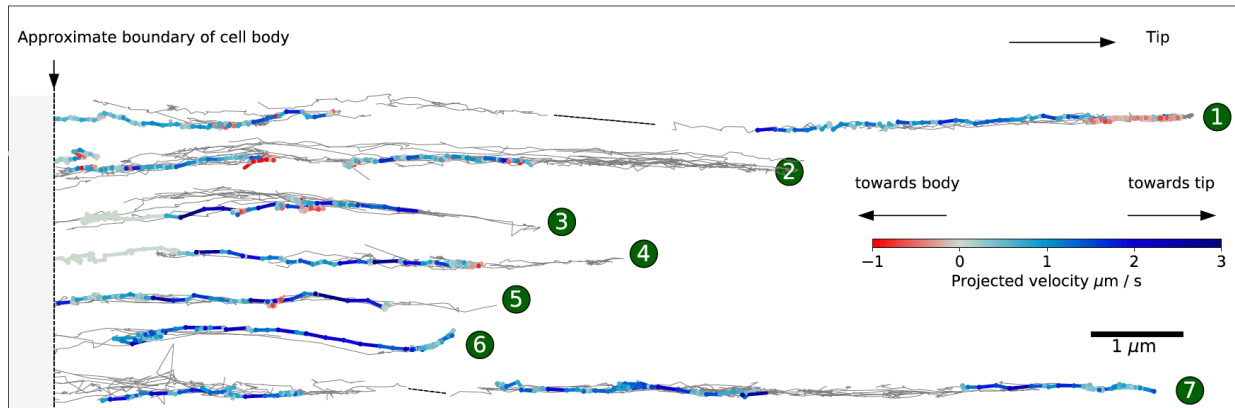 Approximate boundary of cell body
Tip
1
2
towards body
towards tip
3
4
−1
0
1
2
3
Projected velocity μm / s
5
6
1 μm
7